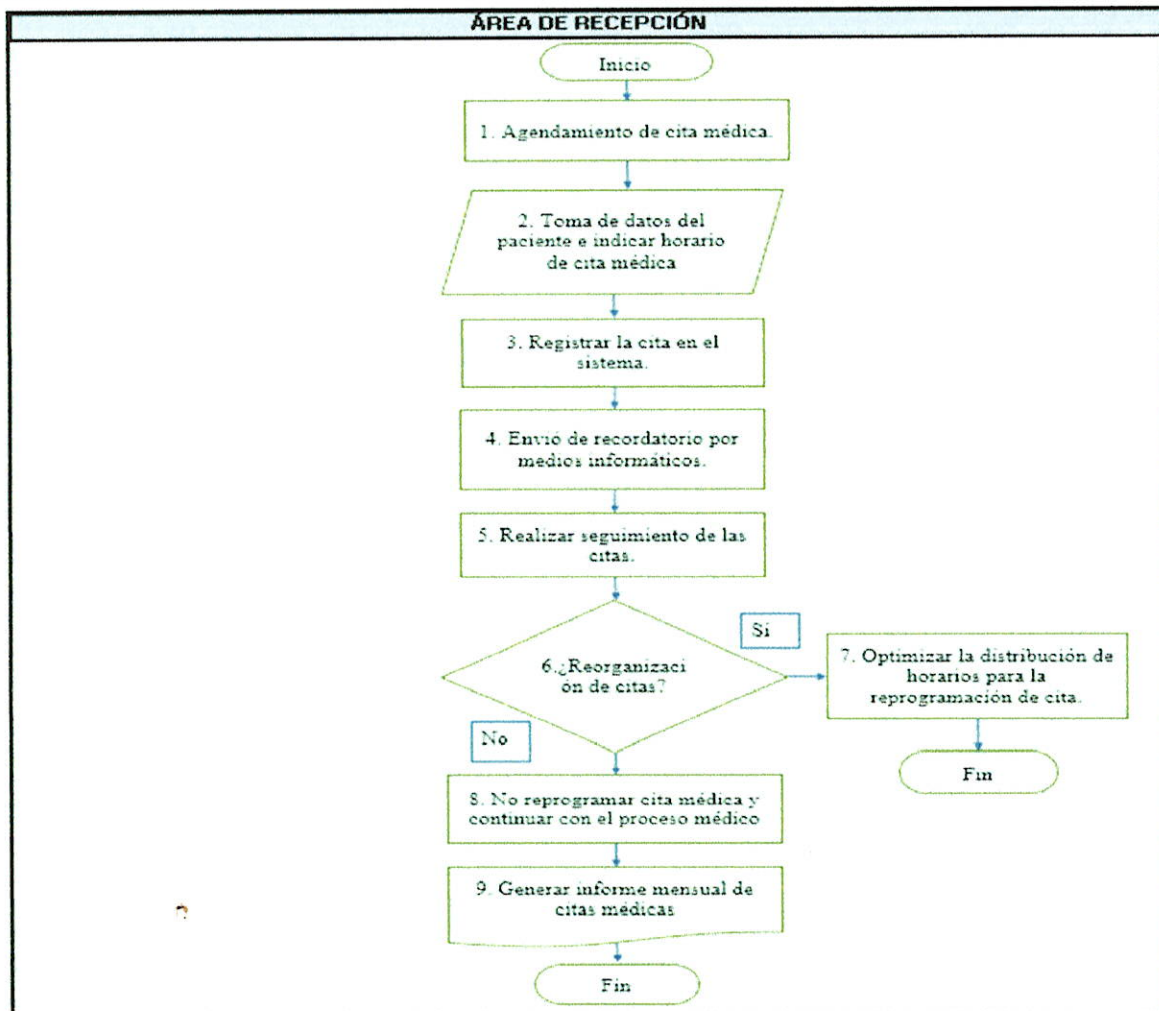 ÁREA DE RECEPCIÓN
Inicio
1. Agendamiento de cita médica.
2. Toma de datos del
paciente e indicar horario
de cita médica
3. Registrar la cita en el
sistema.
4. Envió de recordatorio por
medios informáticos.
5. Realizar seguimiento de las
citas.
6.¿Reorganizaci
ón de citas?
Si
7. Optimizar la distribución de
horarios para la
reprogramación de cita.
Fin
No
8. No reprogramar cita médica y
continuar con el proceso médico
9. Generar informe mensual de
citas médicas
Fin